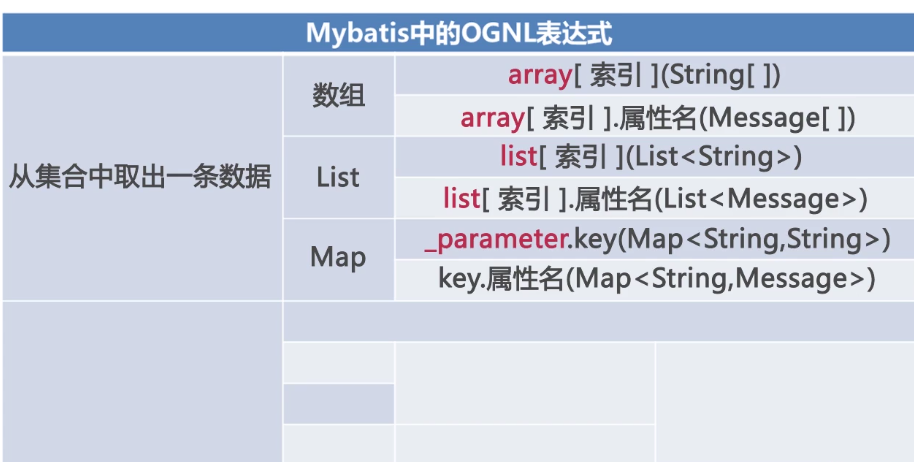 Mybatis中的OGNL表达式
从集合中取出一条数据
数组
array[ 索引 ](String[ ])
array[ 索引 ].属性名(Message[ ])
List
list[ 索引 ](List<String>)
list[ 索引 ].属性名(List<Message>)
Map
_parameter.key(Map<String,String>)
key.属性名(Map<String,Message>)